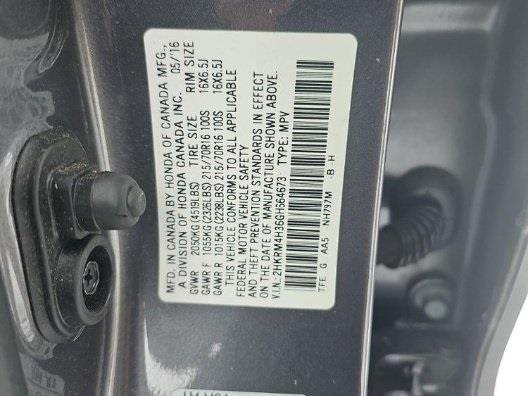 MFD. IN CANADA BY HONDA OF CANADA MFG.,
A DIVISION OF HONDA CANADA INC. 05/16
GVWR 2050KG(4519LBS) TIRE SIZE RIM SIZE
GAWR F 1055KG(2326LBS) 215/70R16 100S 16X6.5J
GAWR R 1015KG(2238LBS) 215/70R16 100S 16X6.5J
THIS VEHICLE CONFORMS TO ALL APPLICABLE
FEDERAL MOTOR VEHICLE SAFETY
AND THEFT PREVENTION STANDARDS IN EFFECT
ON THE DATE OF MANUFACTURE SHOWN ABOVE.
V.I.N.:2HKRW4H36GH564673 TYPE: MPV
TFE G AA5 NH797M B -H